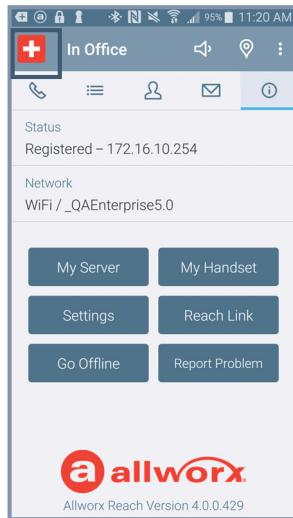 95% 11:20 AM
In Office
Status
Registered – 172.16.10.254
Network
WiFi / _QAEnterprise5.0
My Server My Handset
Settings Reach Link
Go Offline Report Problem
a allworx
Allworx Reach Version 4.0.0.429